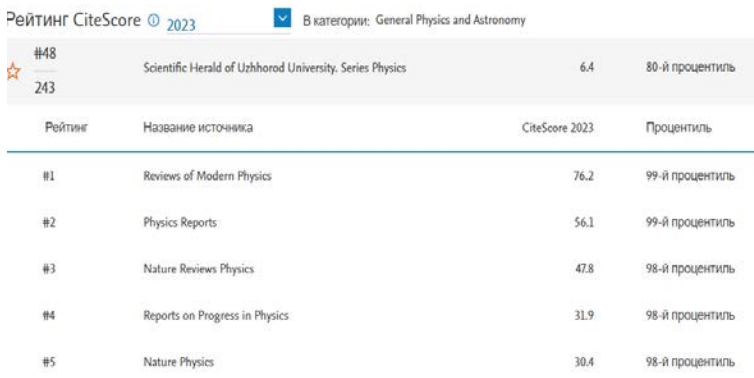 Рейтинг CiteScore 2023 В категории: General Physics and Astronomy
#48
243
Scientific Herald of Uzhhorod University. Series Physics 6.4 80-й процентиль
Рейтинг Название источника CiteScore 2023 Процентиль
#1 Reviews of Modern Physics 76.2 99-й процентиль
#2 Physics Reports 56.1 99-й процентиль
#3 Nature Reviews Physics 47.8 98-й процентиль
#4 Reports on Progress in Physics 31.9 98-й процентиль
#5 Nature Physics 30.4 98-й процентиль